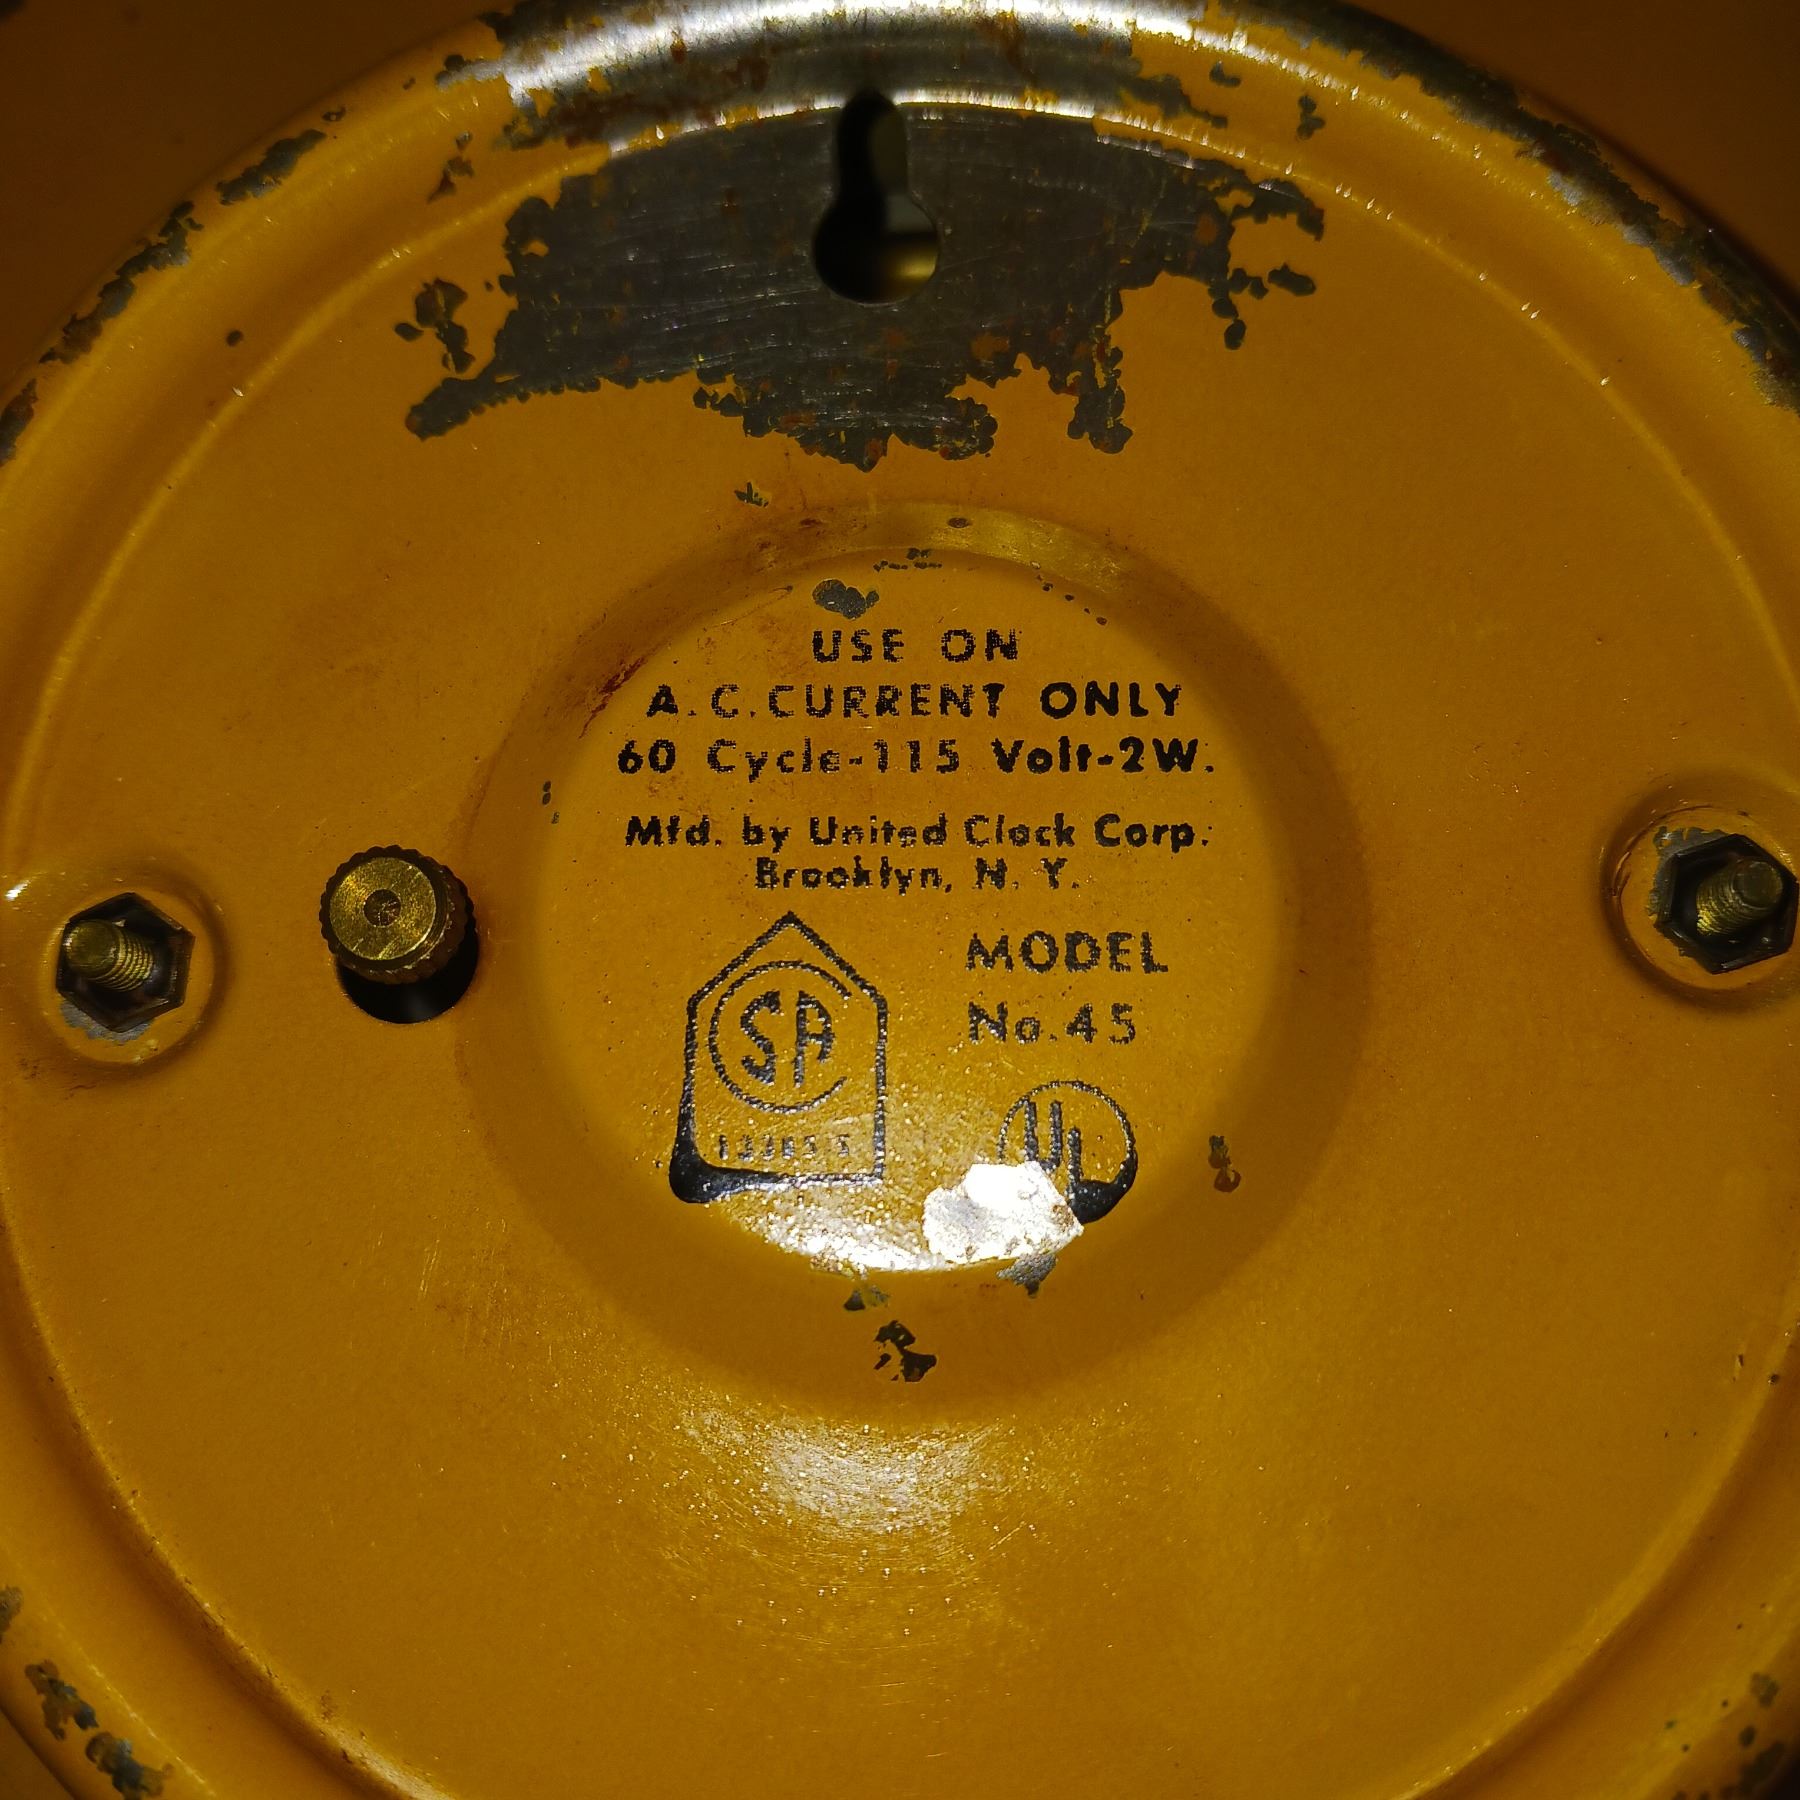 USE ON
A.C.CURRENT ONLY
60 Cycle-115 Volt-2W.
Mfd. by United Clock Corp.
Brooklyn, N. Y.
MODEL
No.45
SA
UL